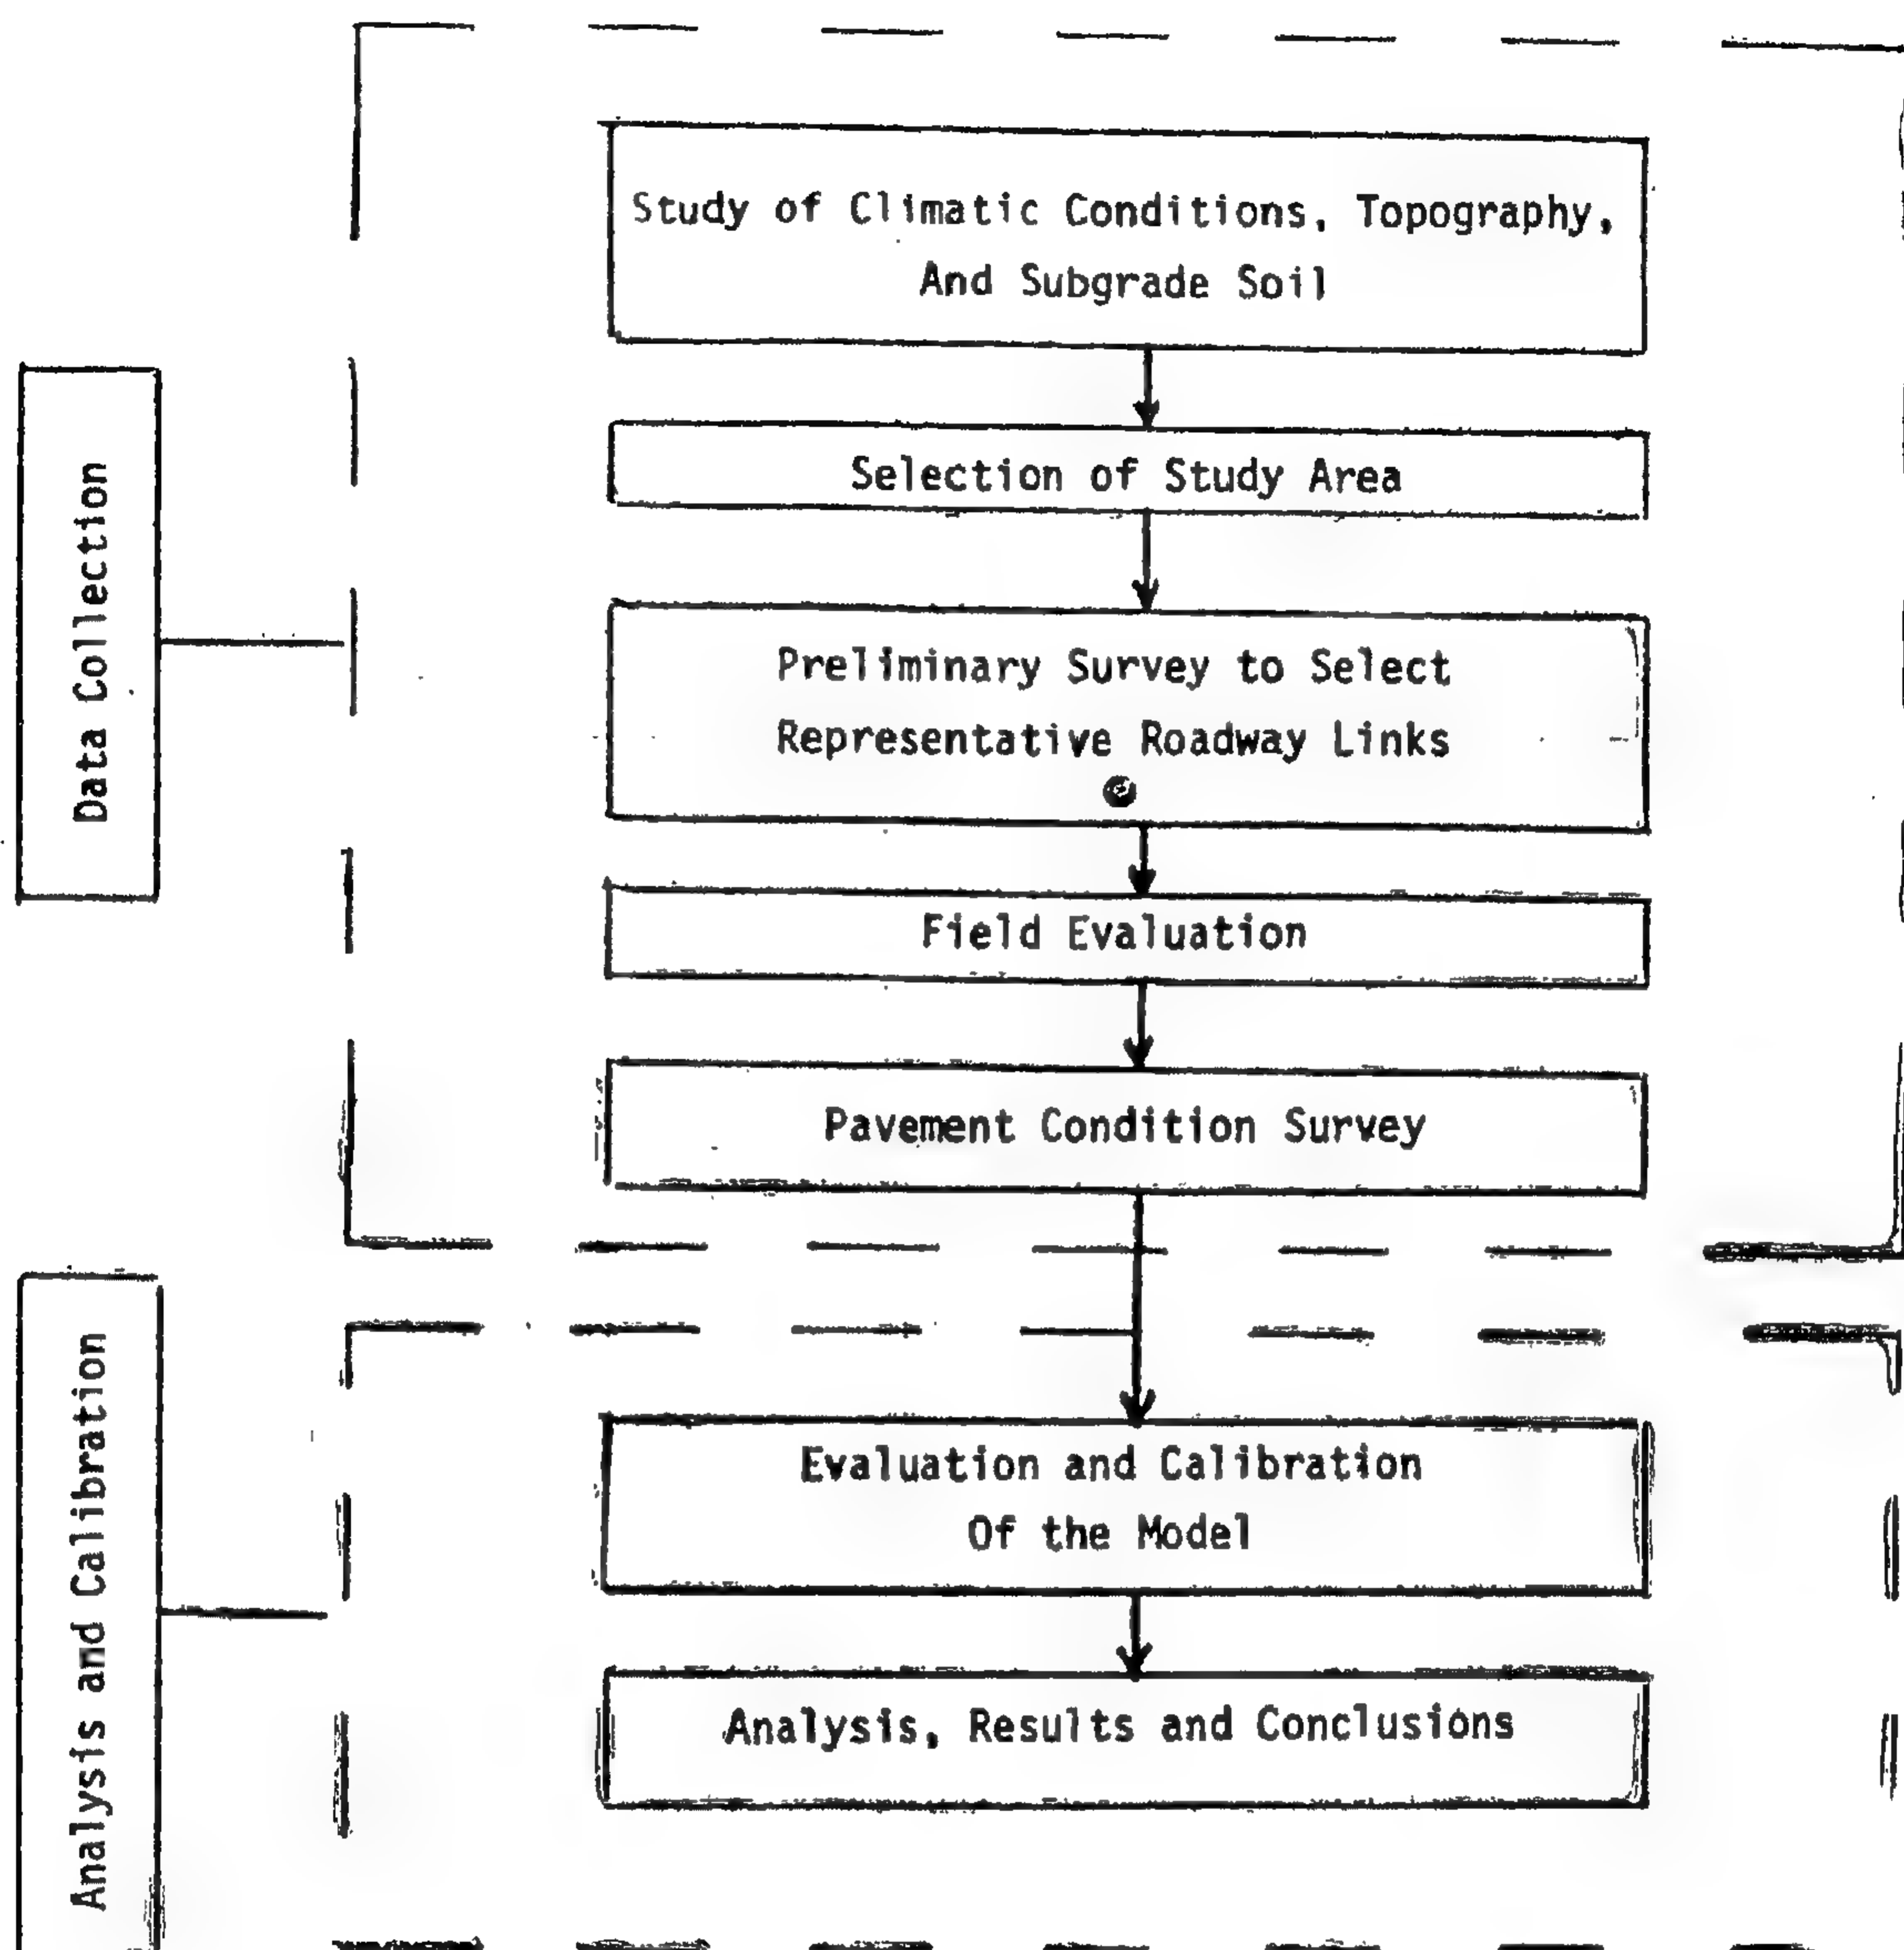 Study of Climatic Conditions, Topography,
And Subgrade Soil
Selection of Study Area
Preliminary Survey to Select
Representative Roadway Links
Field Evaluation
Pavement Condition Survey
Data Collection
Evaluation and Calibration
Of the Model
Analysis, Results and Conclusions
Analysis and Calibration